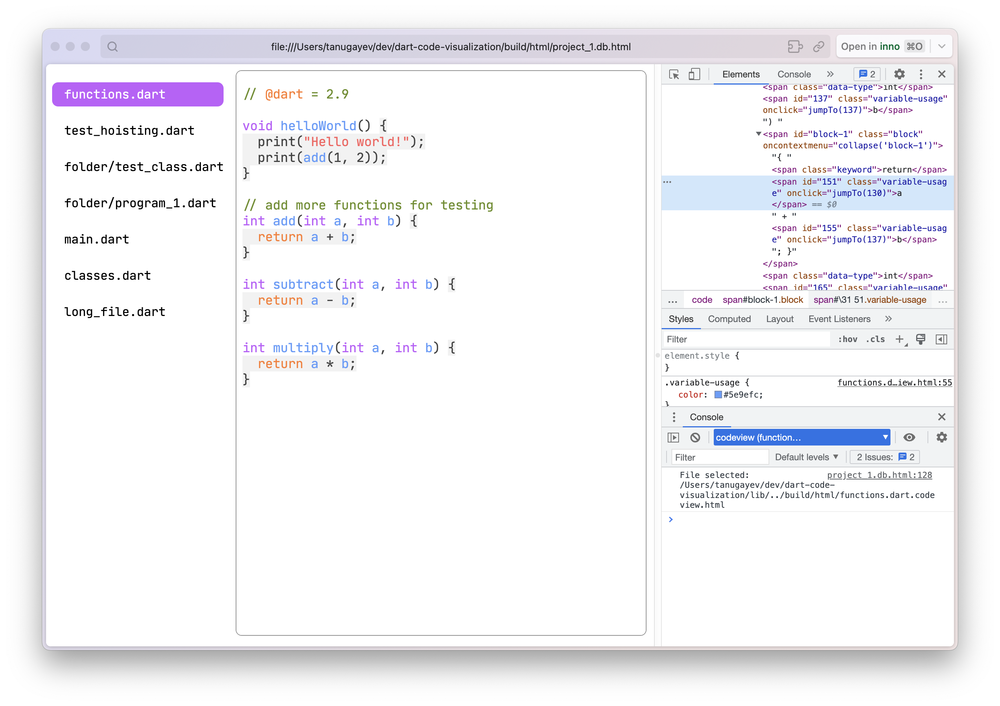 file:///Users/tanugayev/dev/dart-code-visualization/build/html/project_1.db.html
Open in inno ⌘O
functions.dart
test_hoisting.dart
folder/test_class.dart
folder/program_1.dart
main.dart
classes.dart
long_file.dart
// @dart = 2.9
void helloWorld() {
  print("Hello world!");
  print(add(1, 2));
}
// add more functions for testing
int add(int a, int b) {
  return a + b;
}
int subtract(int a, int b) {
  return a - b;
}
int multiply(int a, int b) {
  return a * b;
}
Elements Console » 2
<span class="data-type">int</span>
<span id="137" class="variable-usage"
onclick="jumpTo(137)">b</span>
") "
<span id="block-1" class="block"
oncontextmenu="collapse('block-1')">
"{ "
<span class="keyword">return</span>
… <span id="151" class="variable-usag
e" onclick="jumpTo(130)">a
</span> == $0
" + "
<span id="155" class="variable-usag
e" onclick="jumpTo(137)">b</span>
"; }"
</span>
<span class="data-type">int</span>
<span id="165" class="variable-usage"
… code span#block-1.block span#\31 51.variable-usage …
Styles Computed Layout Event Listeners »
Filter :hov .cls +
element.style {
}
.variable-usage { functions.d…iew.html:55
color: #5e9efc;
}
Console
codeview (function…
Filter Default levels ▼ 2 Issues: 2
File selected: project_1.db.html:128
/Users/tanugayev/dev/dart-code-
visualization/lib/../build/html/functions.dart.code
view.html
>